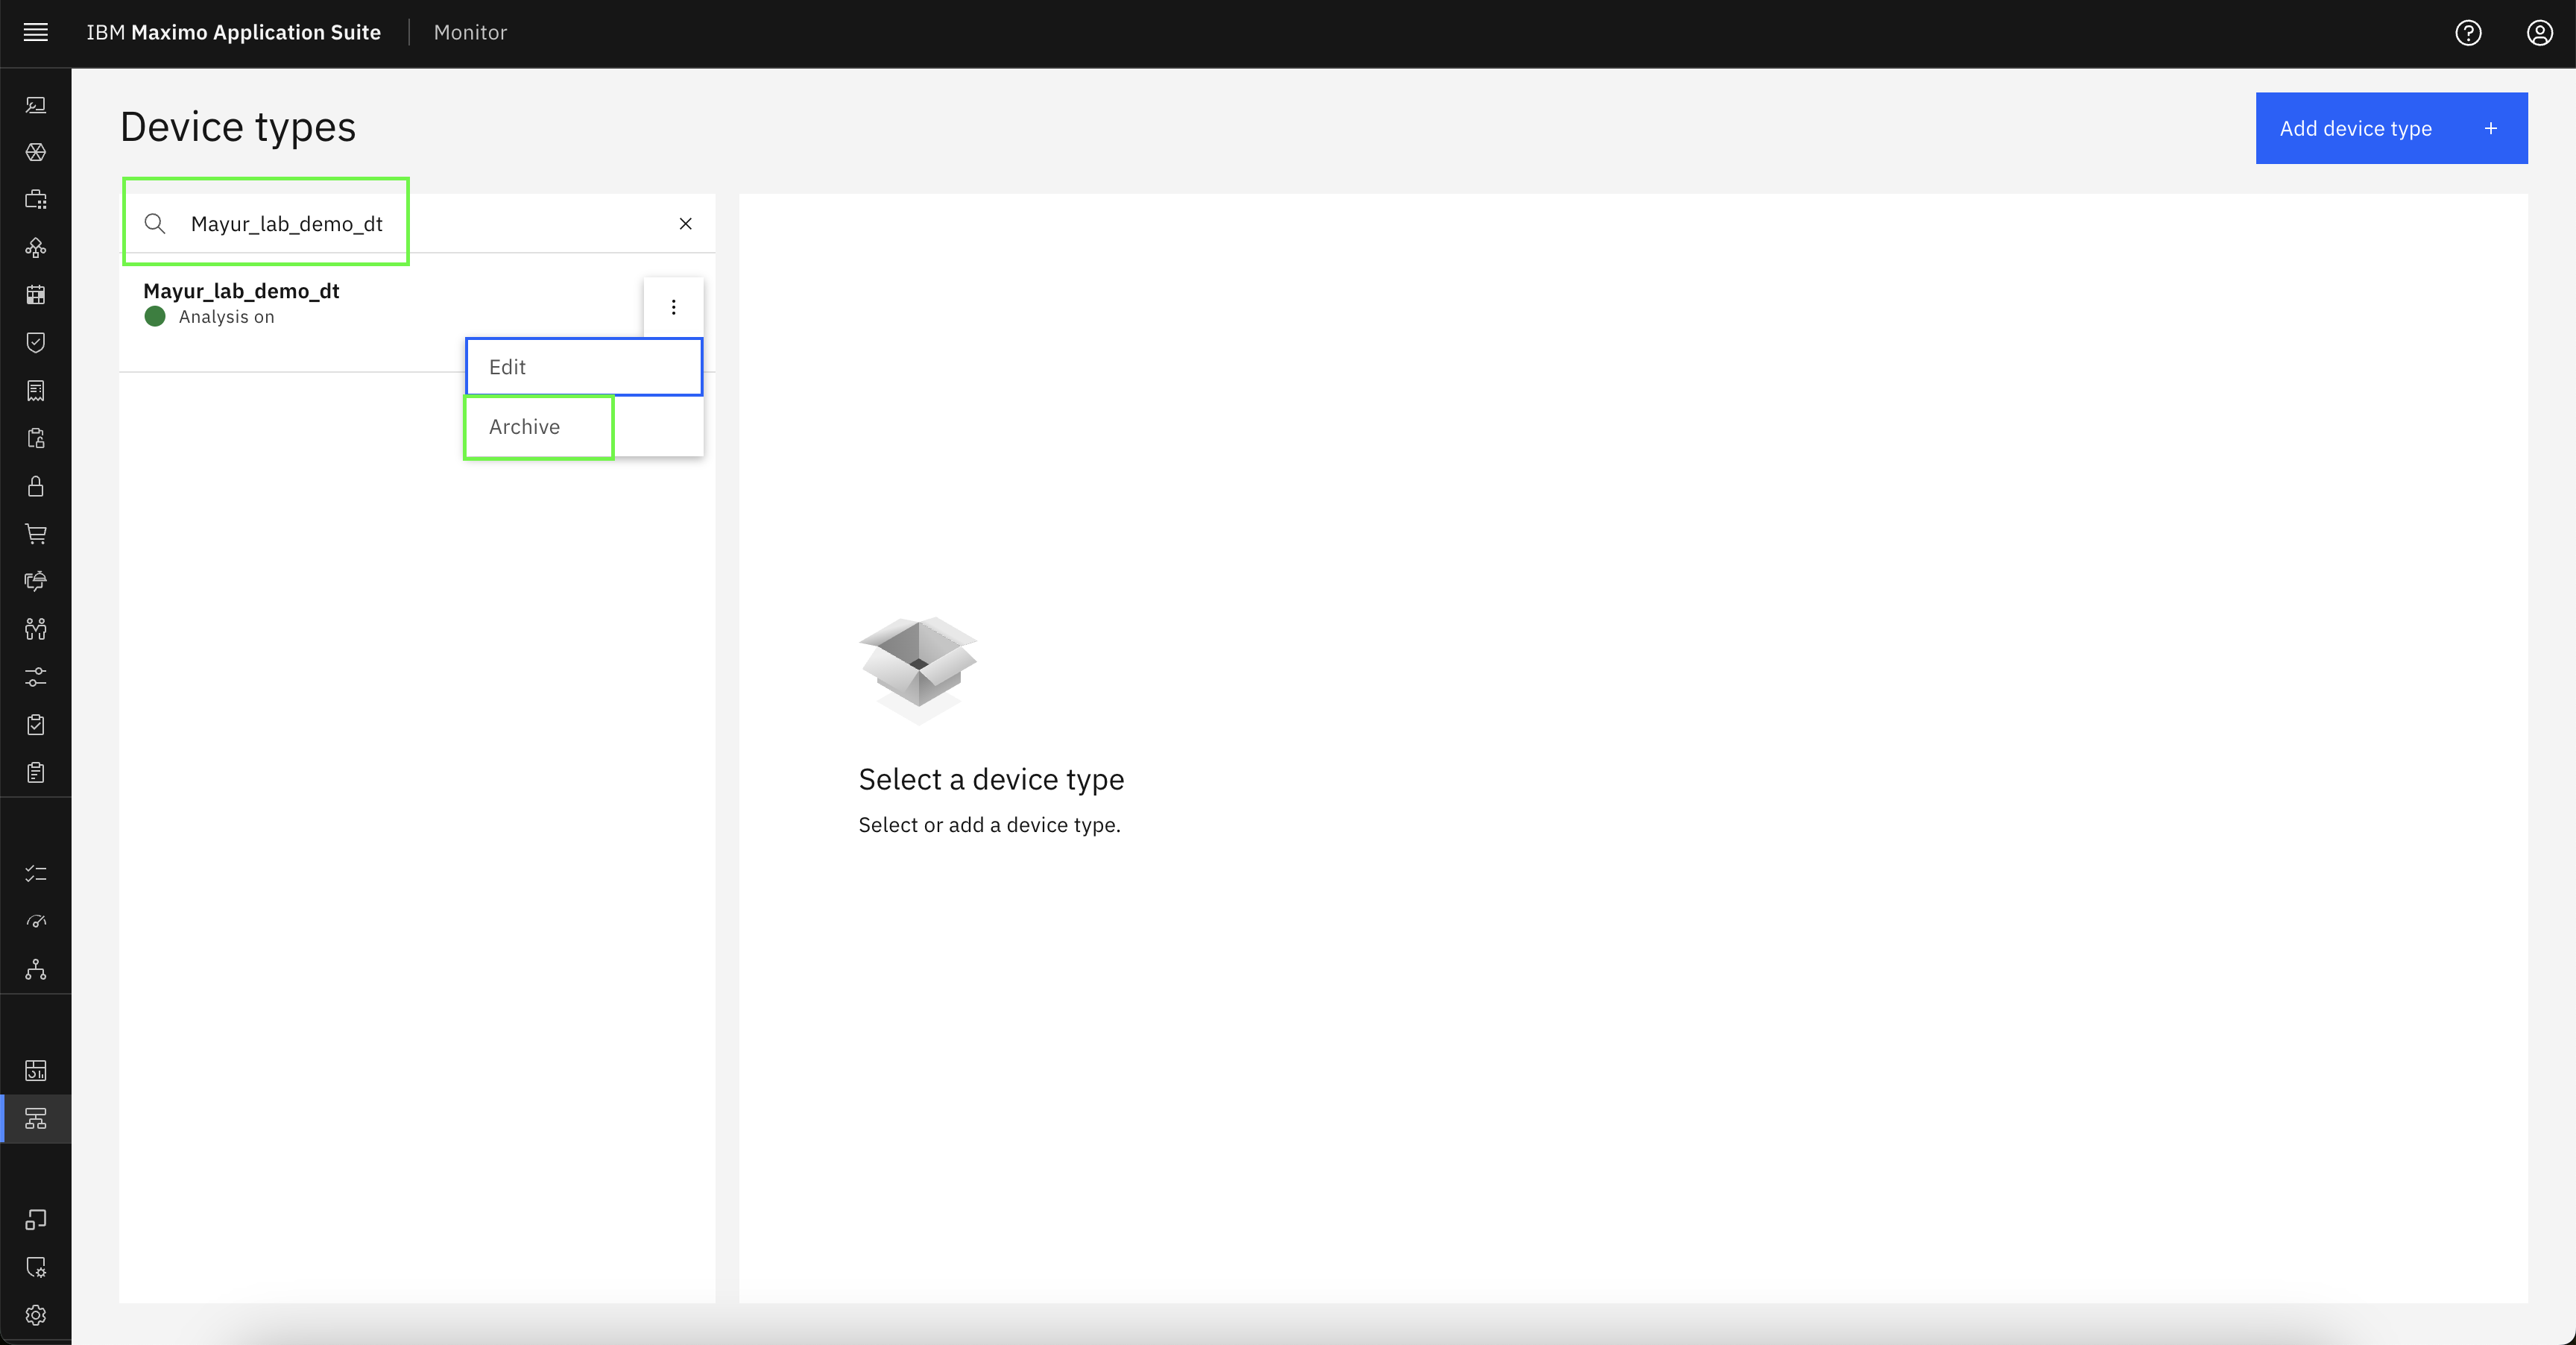 IBM Maximo Application Suite | Monitor
Device types
Add device type +
Mayur_lab_demo_dt
Mayur_lab_demo_dt
Analysis on
Edit
Archive
Select a device type
Select or add a device type.